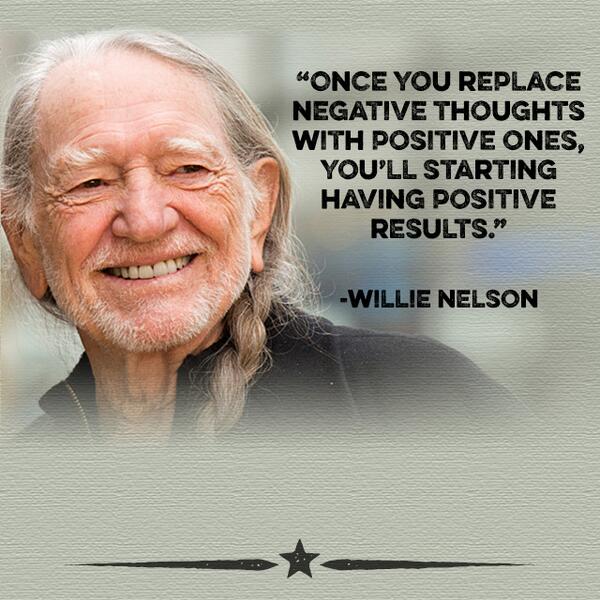 “ONCE YOU REPLACE
NEGATIVE THOUGHTS
WITH POSITIVE ONES,
YOU’LL STARTING
HAVING POSITIVE
RESULTS.”
-WILLIE NELSON